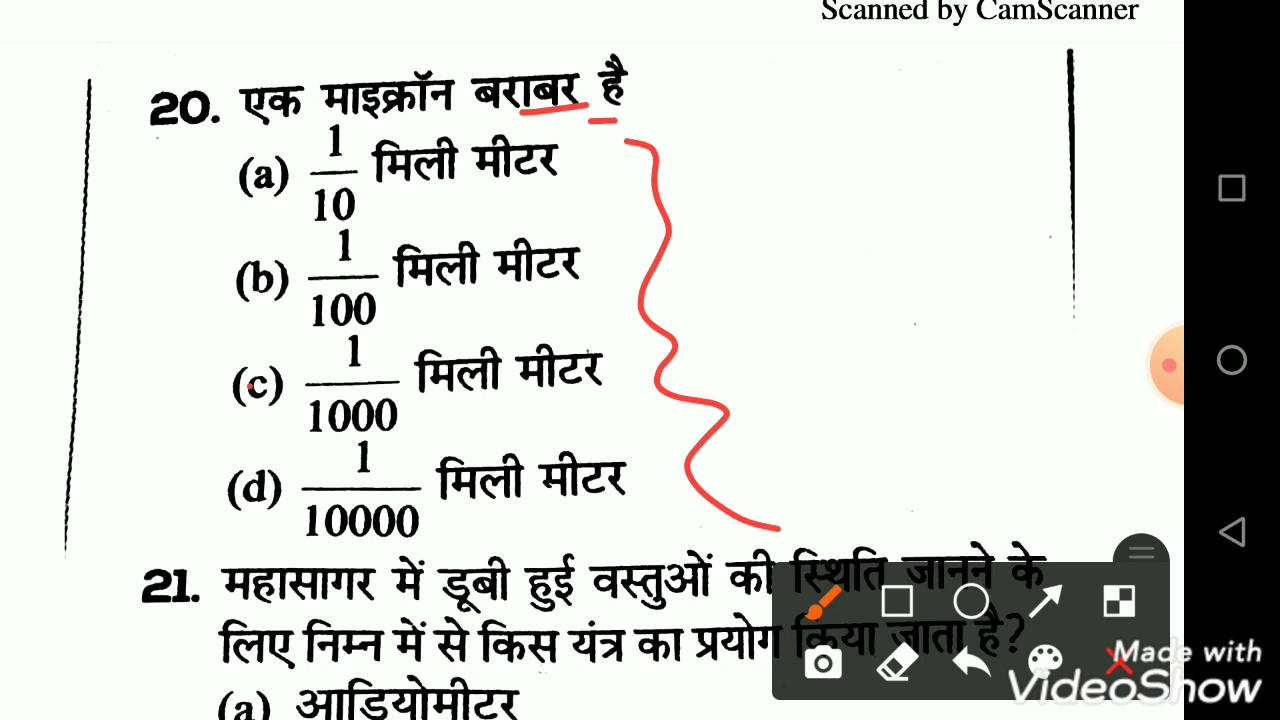 Scanned by CamScanner
20. एक माइक्रॉन बराबर है
(a) 1/10 मिली मीटर
(b) 1/100 मिली मीटर
(c) 1/1000 मिली मीटर
(d) 1/10000 मिली मीटर
21. महासागर में डूबी हुई वस्तुओं की स्थिति जानने के
लिए निम्न में से किस यंत्र का प्रयोग किया जाता है?
(a) आडियोमीटर
Made with
VideoShow